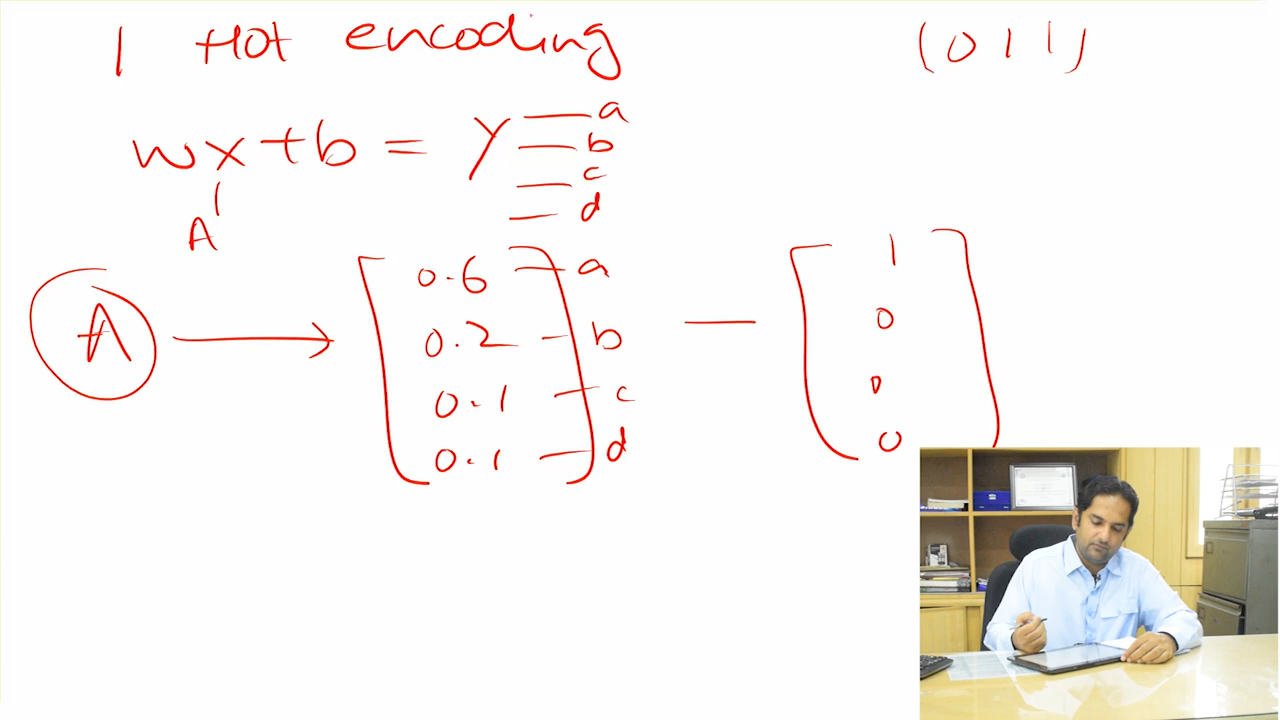 1 Hot encoding (0 1 1)
wx+b = y a
b
c
d
A
A → 0.6 a 1
0.2 b — 0
0.1 c 0
0.1 d 0